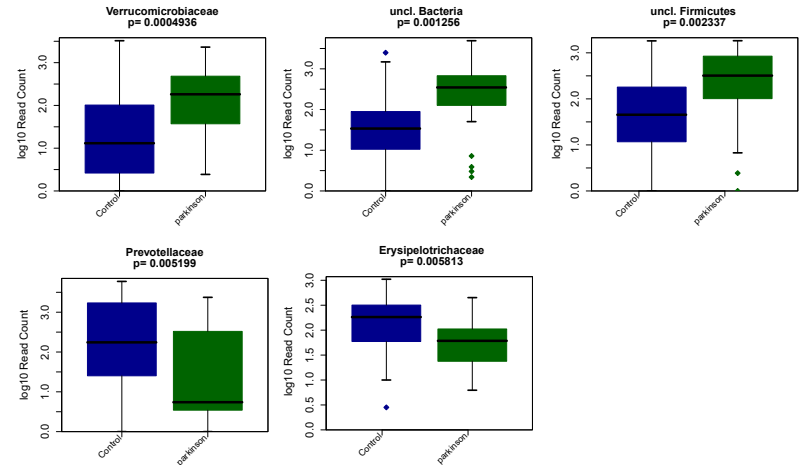 Verrucomicrobiaceae
p= 0.0004936
log10 Read Count
0.0
1.0
2.0
3.0
Control
parkinson
uncl. Bacteria
p= 0.001256
log10 Read Count
0.0
0.5
1.5
2.5
Control
parkinson
uncl. Firmicutes
p= 0.002337
log10 Read Count
0.0
1.0
2.0
3.0
Control
parkinson
Prevotellaceae
p= 0.005199
log10 Read Count
0.0
1.0
2.0
3.0
Control
parkinson
Erysipelotrichaceae
p= 0.005813
log10 Read Count
0.0
0.5
1.0
1.5
2.0
2.5
3.0
Control
parkinson